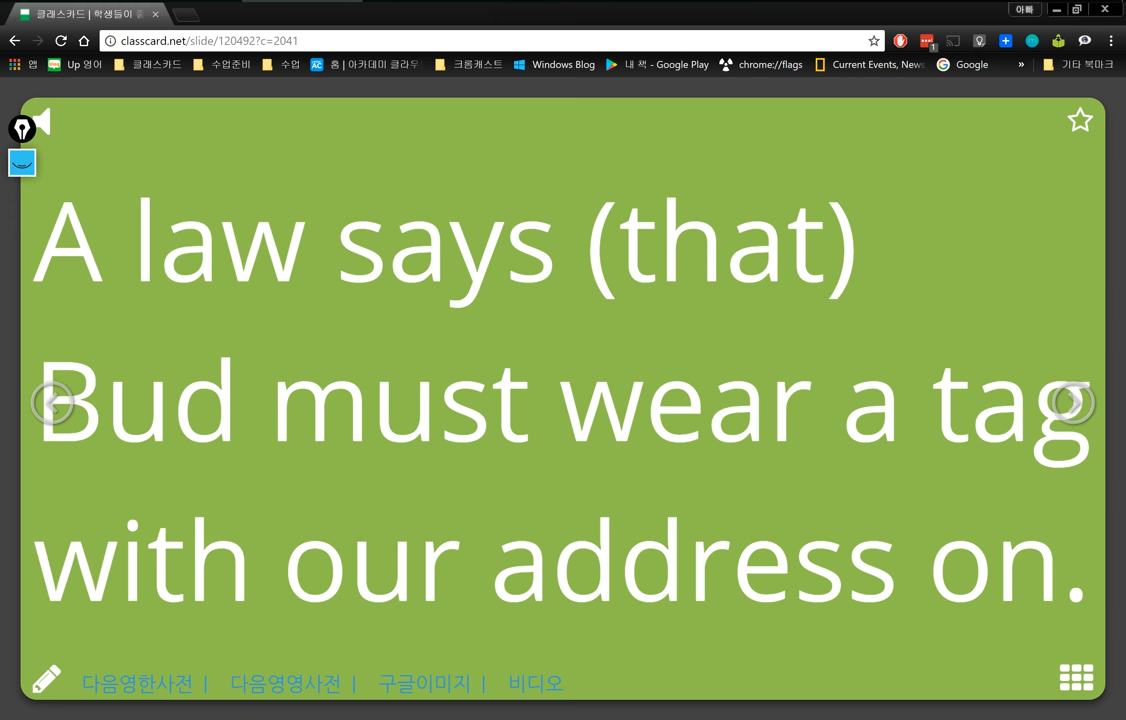 클래스카드 | 학생들이
아빠
classcard.net/slide/120492?c=2041
1
앱 Up 영어 클래스카드 수업준비 수업 AC 홈 | 아카데미 클라우 크롬캐스트 Windows Blog 내 책 - Google Play chrome://flags Current Events, News Google » 기타 북마크
A law says (that)
Bud must wear a tag
with our address on.
다음영한사전 | 다음영영사전 | 구글이미지 | 비디오